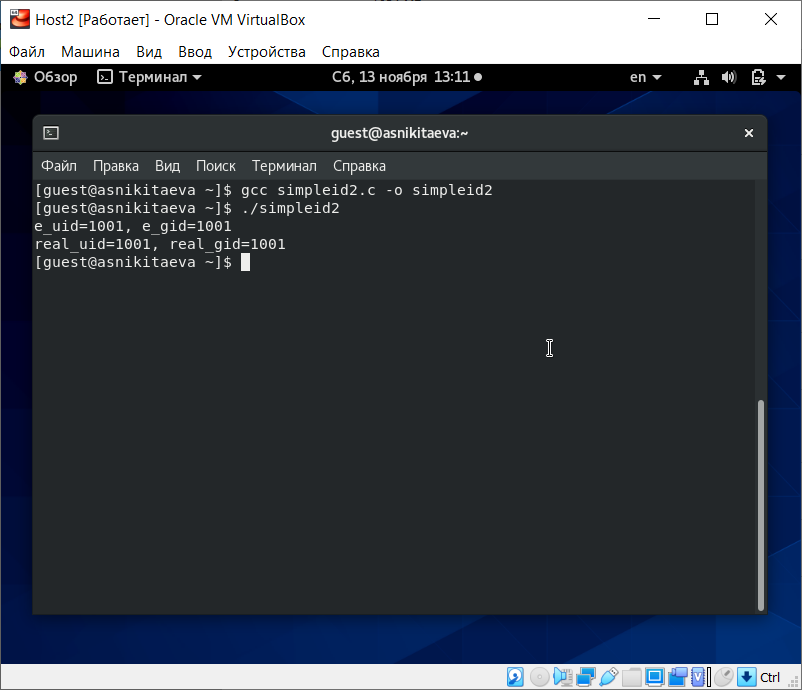 Host2 [Работает] - Oracle VM VirtualBox
Файл Машина Вид Ввод Устройства Справка
Обзор Терминал Сб, 13 ноября 13:11 en
guest@asnikitaeva:~
Файл Правка Вид Поиск Терминал Справка
[guest@asnikitaeva ~]$ gcc simpleid2.c -o simpleid2
[guest@asnikitaeva ~]$ ./simpleid2
e_uid=1001, e_gid=1001
real_uid=1001, real_gid=1001
[guest@asnikitaeva ~]$
Ctrl